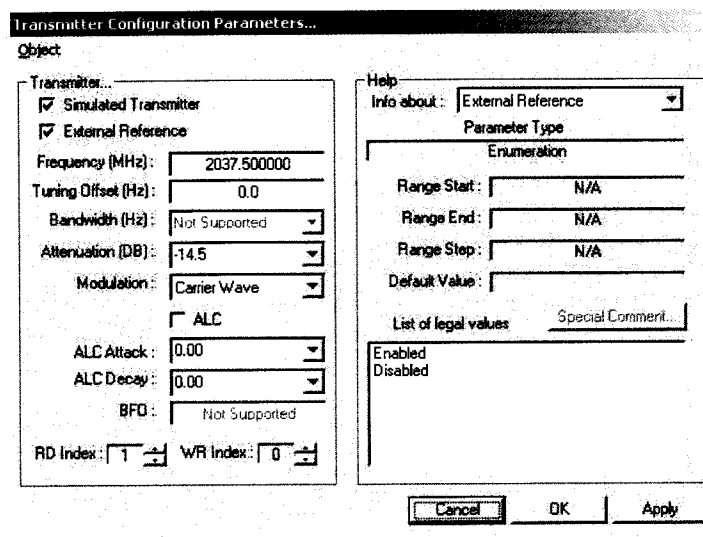 Transmitter Configuration Parameters...
Object
Transmitter...
Simulated Transmitter
External Reference
Frequency (MHz) : 2037.500000
Tuning Offset (Hz) : 0.0
Bandwidth (Hz) : Not Supported
Attenuation (DB) : -14.5
Modulation : Carrier Wave
ALC
ALC Attack : 0.00
ALC Decay : 0.00
BFO : Not Supported
RD Index : 1 WR Index : 0
Help
Info about : External Reference
Parameter Type
Enumeration
Range Start : N/A
Range End : N/A
Range Step : N/A
Default Value :
List of legal values Special Comment...
Enabled
Disabled
Cancel OK Apply